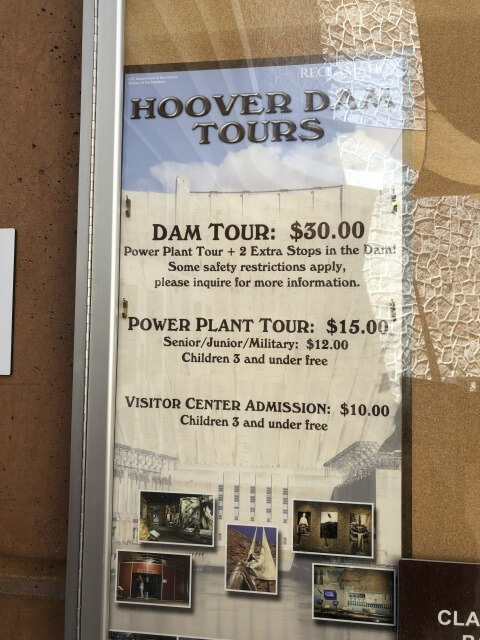 RECLAMATION
HOOVER DAM
TOURS
DAM TOUR: $30.00
Power Plant Tour + 2 Extra Stops in the Dam!
Some safety restrictions apply,
please inquire for more information.
POWER PLANT TOUR: $15.00
Senior/Junior/Military: $12.00
Children 3 and under free
VISITOR CENTER ADMISSION: $10.00
Children 3 and under free
CLA